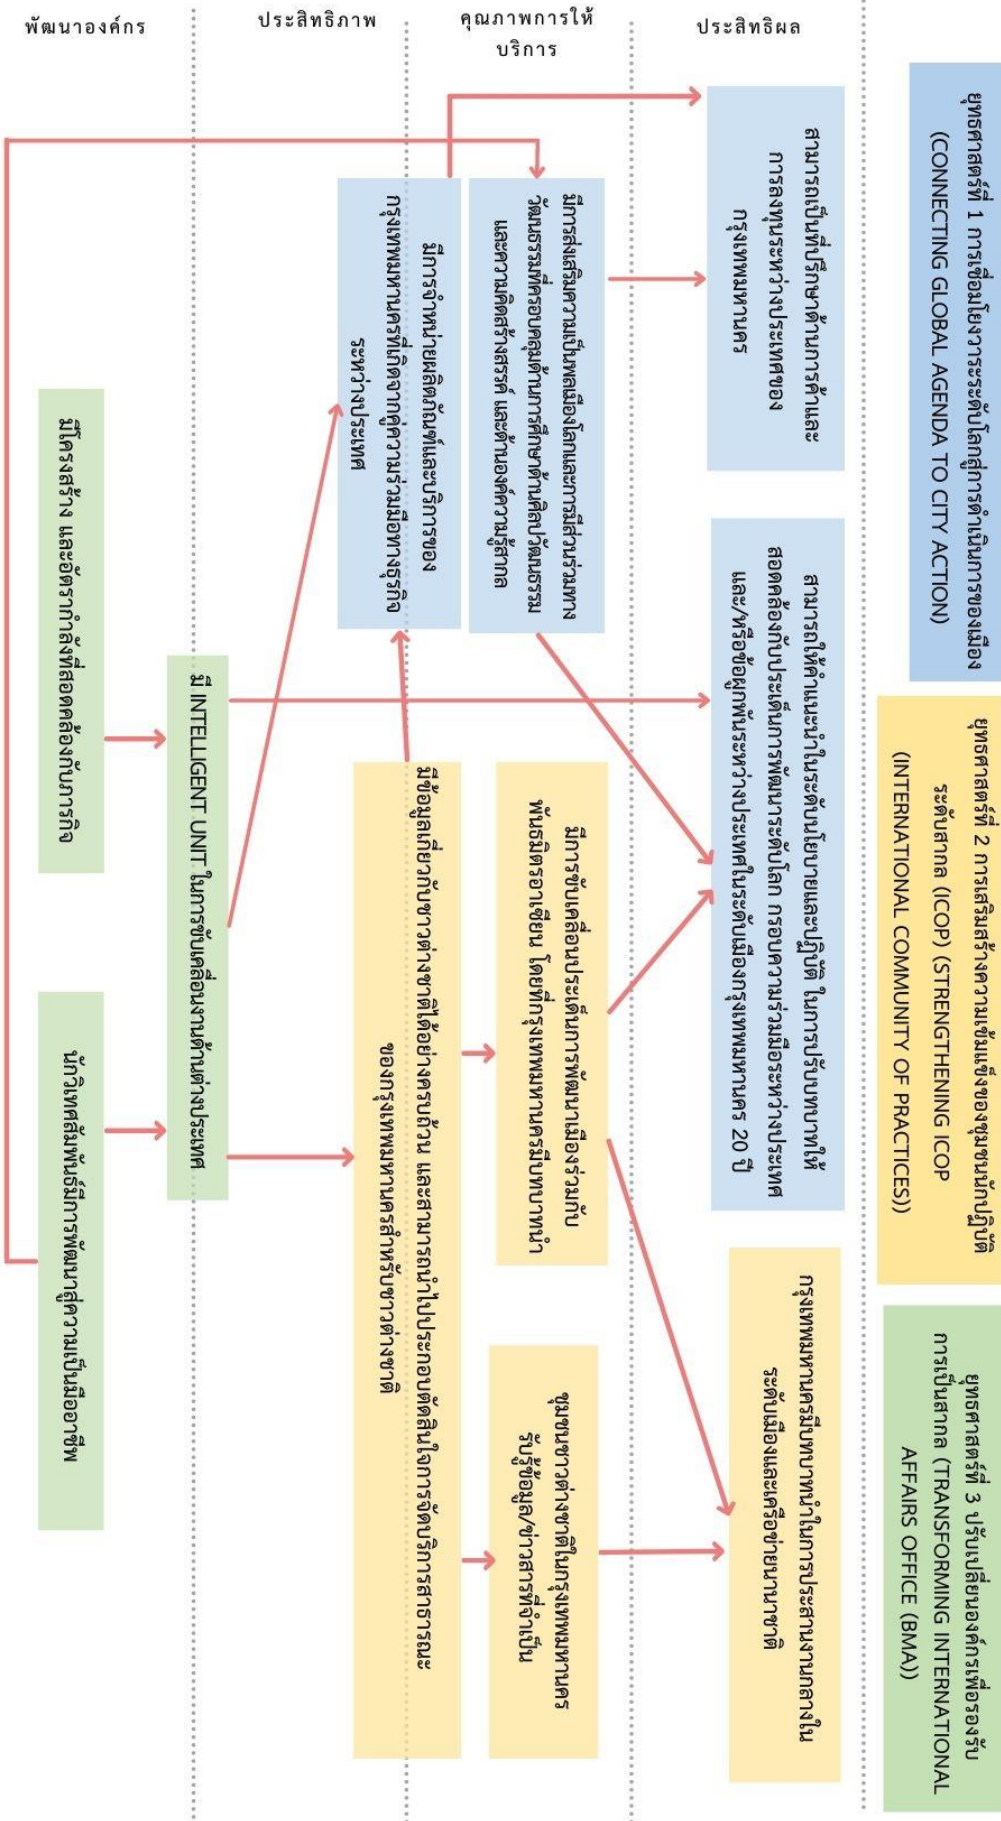 พัฒนาองค์กร
ประสิทธิภาพ
คุณภาพการให้
บริการ
ประสิทธิผล
ยุทธศาสตร์ที่ 1 การเชื่อมโยงวาระระดับโลกสู่การดำเนินการของเมือง
(CONNECTING GLOBAL AGENDA TO CITY ACTION)
ยุทธศาสตร์ที่ 2 การเสริมสร้างความเข้มแข็งของชุมชนนักปฏิบัติ
ระดับสากล (ICOP) (STRENGTHENING ICOP
(INTERNATIONAL COMMUNITY OF PRACTICES))
ยุทธศาสตร์ที่ 3 ปรับเปลี่ยนองค์กรเพื่อรองรับ
การเป็นสากล (TRANSFORMING INTERNATIONAL
AFFAIRS OFFICE (BMA))
สามารถเป็นที่ปรึกษาด้านการค้าและ
การลงทุนระหว่างประเทศของ
กรุงเทพมหานคร
สามารถให้คำแนะนำในระดับนโยบายและปฏิบัติ ในการปรับบทบาทให้
สอดคล้องกับประเด็นการพัฒนาระดับโลก กรอบความร่วมมือระหว่างประเทศ
และ/หรือข้อผูกพันระหว่างประเทศในระดับเมืองกรุงเทพมหานคร 20 ปี
กรุงเทพมหานครมีบทบาทนำในการประสานงานกลางใน
ระดับเมืองและเครือข่ายนานาชาติ
มีการส่งเสริมความเป็นพลเมืองโลกและการมีส่วนร่วมทาง
วัฒนธรรมที่ครอบคลุมด้านการศึกษาด้านศิลปวัฒนธรรม
และความคิดสร้างสรรค์ และด้านองค์ความรู้สากล
มีการขับเคลื่อนประเด็นการพัฒนาเมืองร่วมกับ
พันธมิตรอาเซียน โดยที่กรุงเทพมหานครมีบทบาทนำ
ชุมชนชาวต่างชาติในกรุงเทพมหานคร
รับรู้ข้อมูล/ข่าวสารที่จำเป็น
มีการจำหน่ายผลิตภัณฑ์และบริการของ
กรุงเทพมหานครที่เกิดจากคู่ความร่วมมือทางธุรกิจ
ระหว่างประเทศ
มีข้อมูลเกี่ยวกับชาวต่างชาติได้อย่างครบถ้วน และสามารถนำไปประกอบตัดสินใจการจัดบริการสาธารณะ
ของกรุงเทพมหานครสำหรับชาวต่างชาติ
มี INTELLIGENT UNIT ในการขับเคลื่อนงานด้านต่างประเทศ
มีโครงสร้าง และอัตรากำลังที่สอดคล้องกับภารกิจ
นักวิเทศสัมพันธ์มีการพัฒนาสู่ความเป็นมืออาชีพ